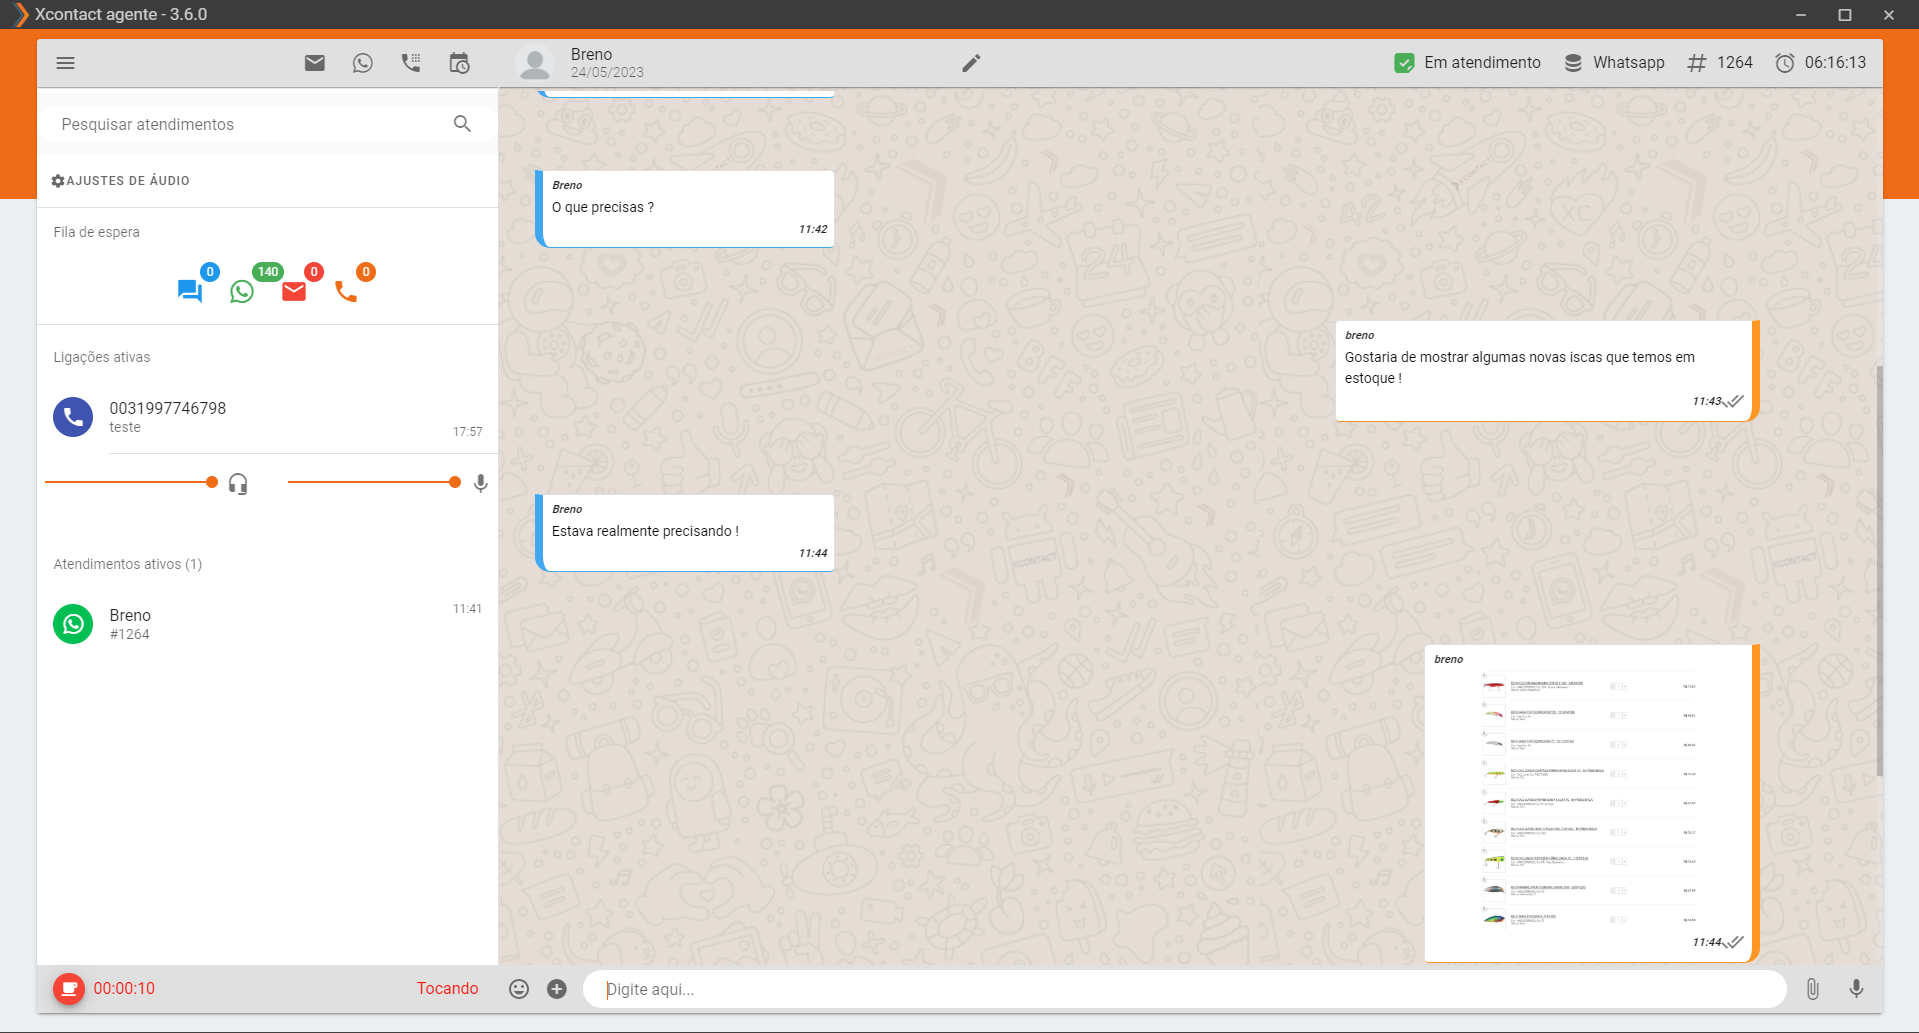 Xcontact agente - 3.6.0
Breno
24/05/2023
Em atendimento
Whatsapp
1264
06:16:13
Pesquisar atendimentos
AJUSTES DE ÁUDIO
Fila de espera
0
140
0
0
Ligações ativas
0031997746798
teste
17:57
Atendimentos ativos (1)
Breno
#1264
11:41
00:00:10
Tocando
Breno
O que precisas ?
11:42
breno
Gostaria de mostrar algumas novas iscas que temos em
estoque !
11:43
Breno
Estava realmente precisando !
11:44
breno
11:44
Digite aqui...